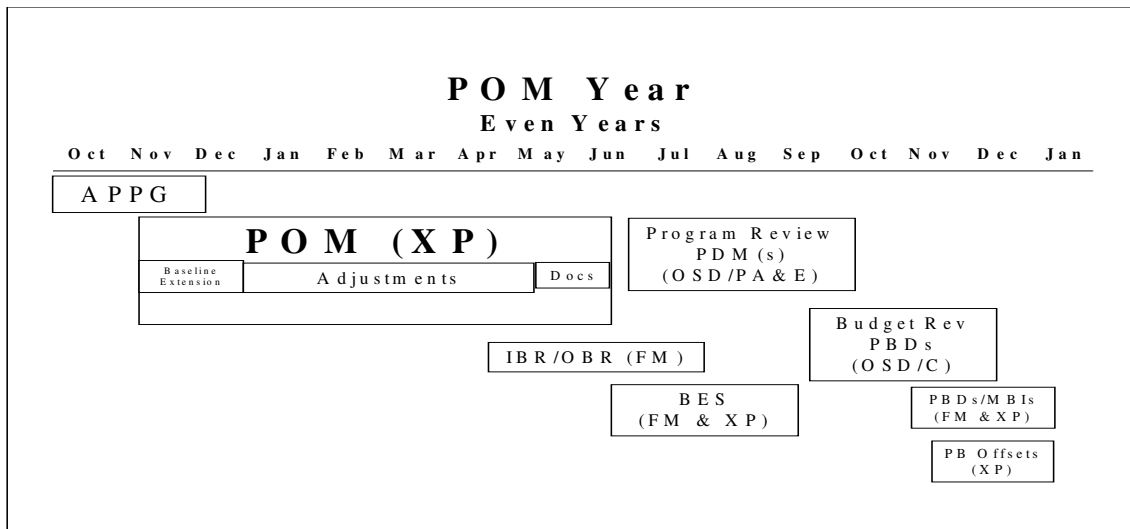 POM Year
Even Years
Oct Nov Dec Jan Feb Mar Apr May Jun Jul Aug Sep Oct Nov Dec Jan
APPG
POM (XP)
Baseline
Extension
Adjustments
Docs
Program Review
PDM(s)
(OSD/PA&E)
Budget Rev
PBDs
(OSD/C)
IBR/OBR (FM)
BES
(FM & XP)
PBDs/MBIs
(FM & XP)
PB Offsets
(XP)